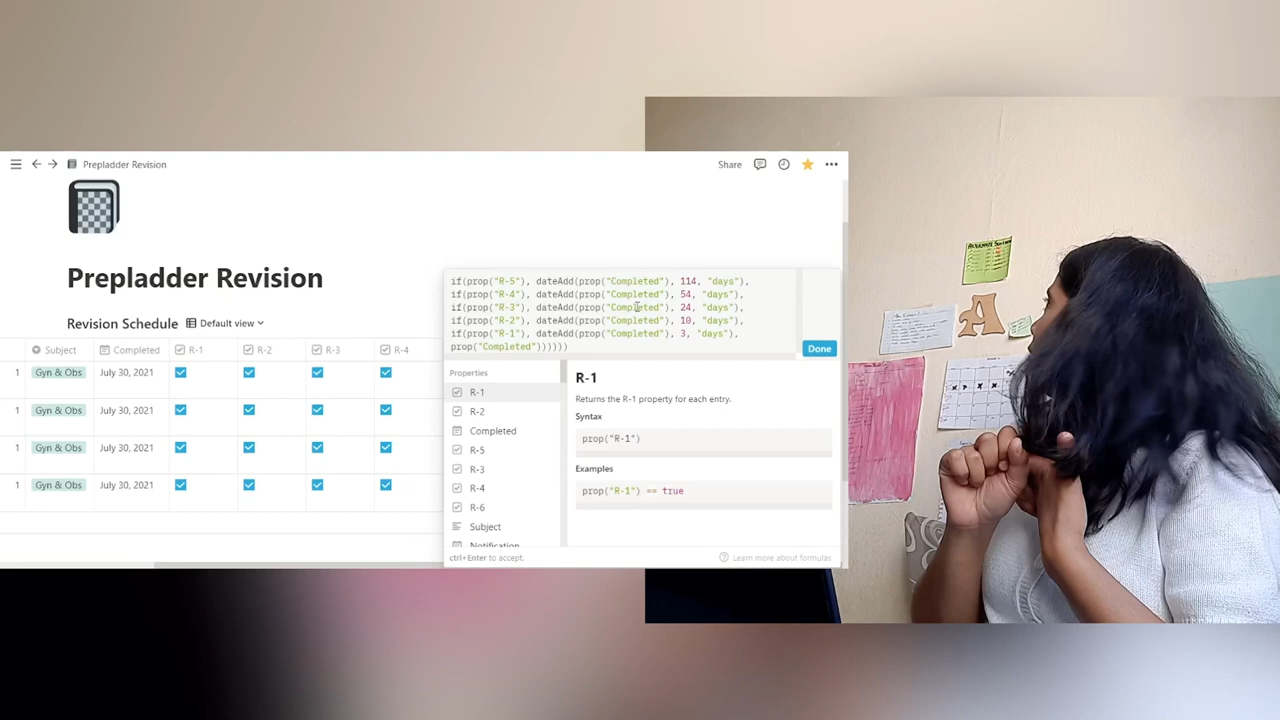 Prepladder Revision
Share
Prepladder Revision
Revision Schedule Default view
Subject Completed R-1 R-2 R-3 R-4
1 Gyn & Obs July 30, 2021
1 Gyn & Obs July 30, 2021
1 Gyn & Obs July 30, 2021
1 Gyn & Obs July 30, 2021
if(prop("R-5"), dateAdd(prop("Completed"), 114, "days"),
if(prop("R-4"), dateAdd(prop("Completed"), 54, "days"),
if(prop("R-3"), dateAdd(prop("Completed"), 24, "days"),
if(prop("R-2"), dateAdd(prop("Completed"), 10, "days"),
if(prop("R-1"), dateAdd(prop("Completed"), 3, "days"),
prop("Completed"))))))
Done
Properties
R-1
R-2
Completed
R-5
R-3
R-4
R-6
Subject
Notification
R-1
Returns the R-1 property for each entry.
Syntax
prop("R-1")
Examples
prop("R-1") == true
ctrl+Enter to accept.
Learn more about formulas
A